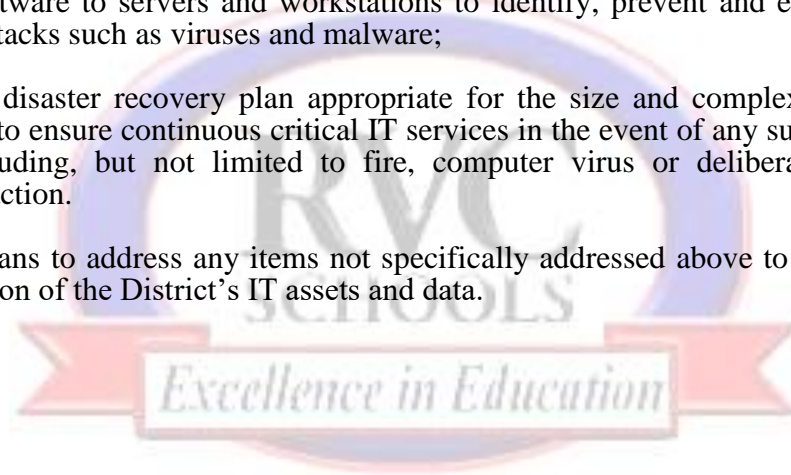 tware to servers and workstations to identify, prevent and e
tacks such as viruses and malware;
disaster recovery plan appropriate for the size and complex
to ensure continuous critical IT services in the event of any su
uding, but not limited to fire, computer virus or delibera
ction.
ans to address any items not specifically addressed above to
on of the District's IT assets and data.
RVC
SCHOOLS
Excellence in Education